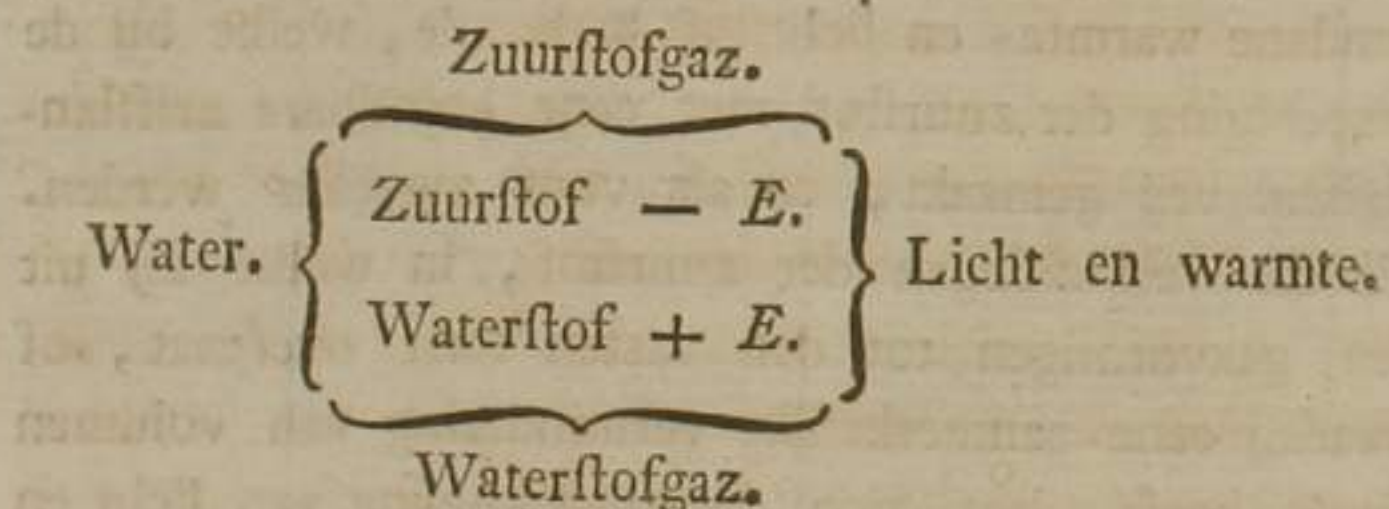 Zuurſtofgaz.
Zuurſtof — E.
Water.
Licht en warmte.
Waterſtof + E.
Waterſtofgaz.